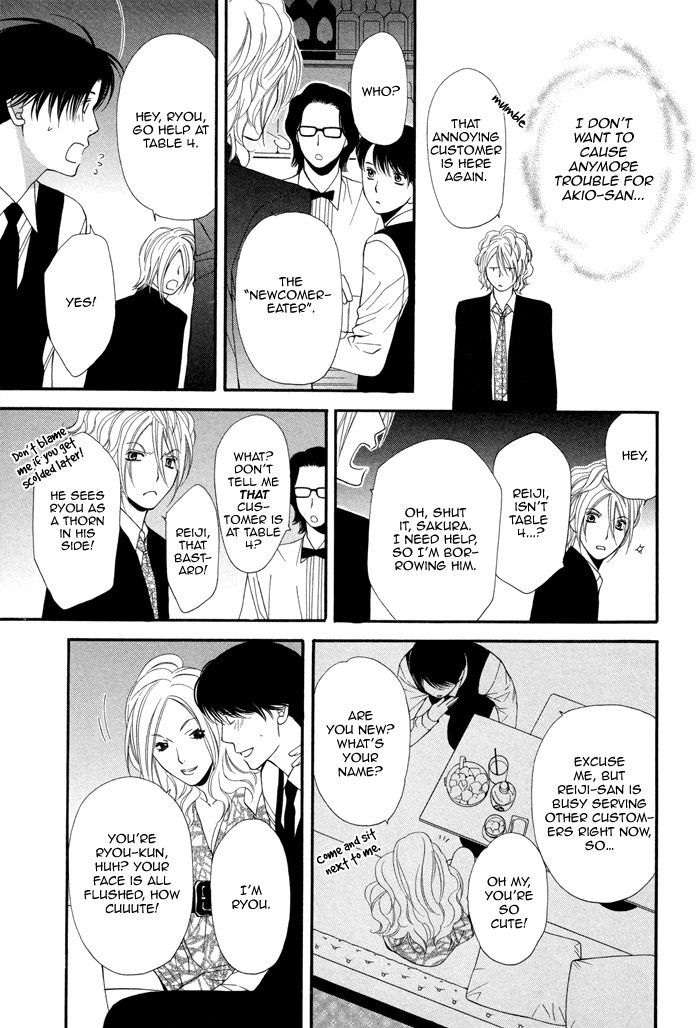 I DON'T
WANT TO
CAUSE
ANYMORE
TROUBLE FOR
AKIO-SAN...
mumble
THAT
ANNOYING
CUSTOMER
IS HERE
AGAIN.
WHO?
THE
"NEWCOMER-
EATER".
HEY, RYOU,
GO HELP AT
TABLE 4.
YES!
HEY,
REIJI,
ISN'T
TABLE
4...?
OH, SHUT
IT, SAKURA.
I NEED HELP,
SO I'M BOR-
ROWING HIM.
WHAT?
DON'T
TELL ME
THAT
CUS-
TOMER
IS AT
TABLE 4?
REIJI,
THAT
BAST-
ARD!
HE SEES
RYOU AS
A THORN
IN HIS
SIDE!
Don't blame
me if you get
scolded later!
EXCUSE
ME, BUT
REIJI-SAN IS
BUSY SERVING
OTHER CUSTOM-
ERS RIGHT NOW,
SO...
ARE
YOU NEW?
WHAT'S
YOUR
NAME?
OH MY,
YOU'RE
SO
CUTE!
come and sit
next to me.
I'M
RYOU.
YOU'RE
RYOU-KUN,
HUH? YOUR
FACE IS ALL
FLUSHED, HOW
CUUUTE!